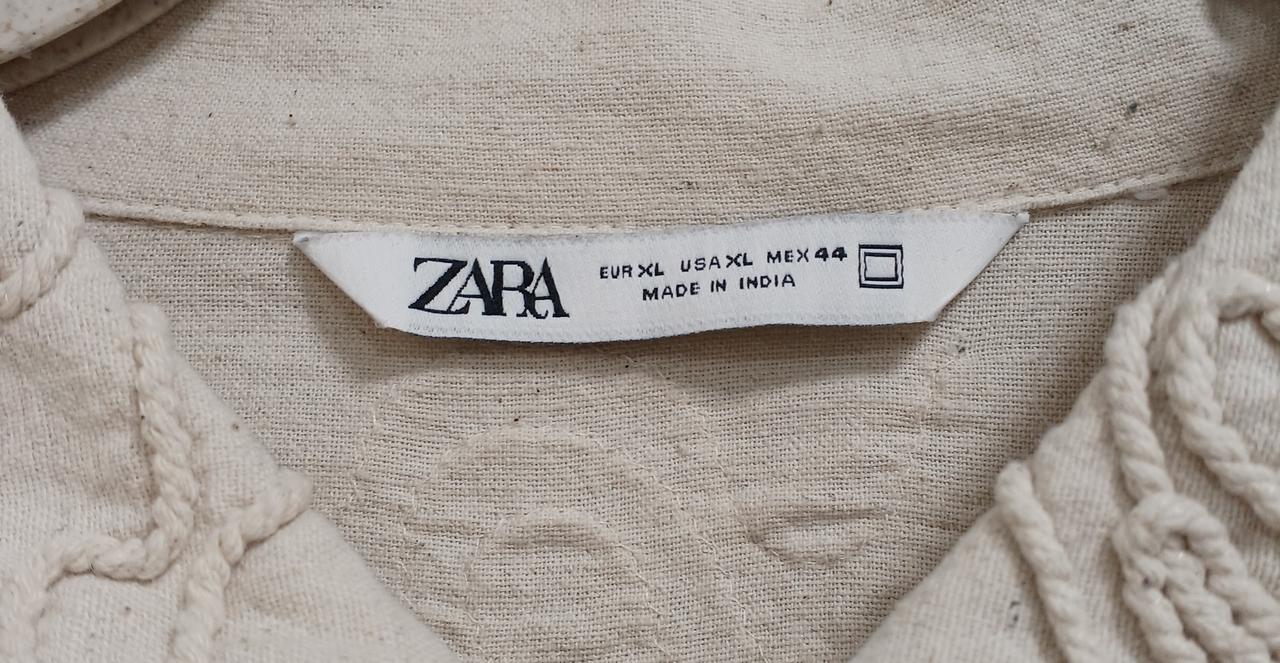 ZARA
EUR XL USA XL MEX 44
MADE IN INDIA